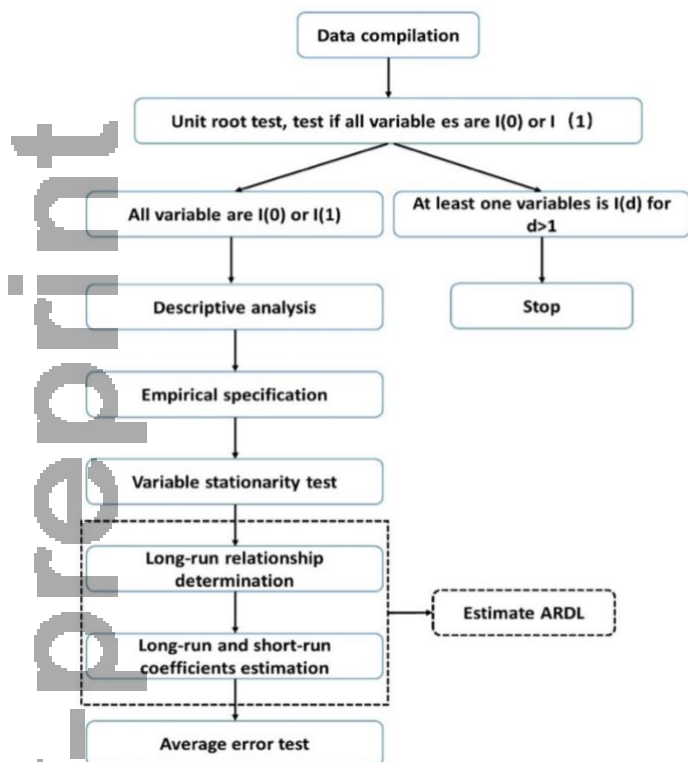 Data compilation
Unit root test, test if all variable es are I(0) or I (1)
All variable are I(0) or I(1)
At least one variables is I(d) for
d>1
Descriptive analysis
Stop
Empirical specification
Variable stationarity test
Long-run relationship
determination
Estimate ARDL
Long-run and short-run
coefficients estimation
Average error test
_preprint